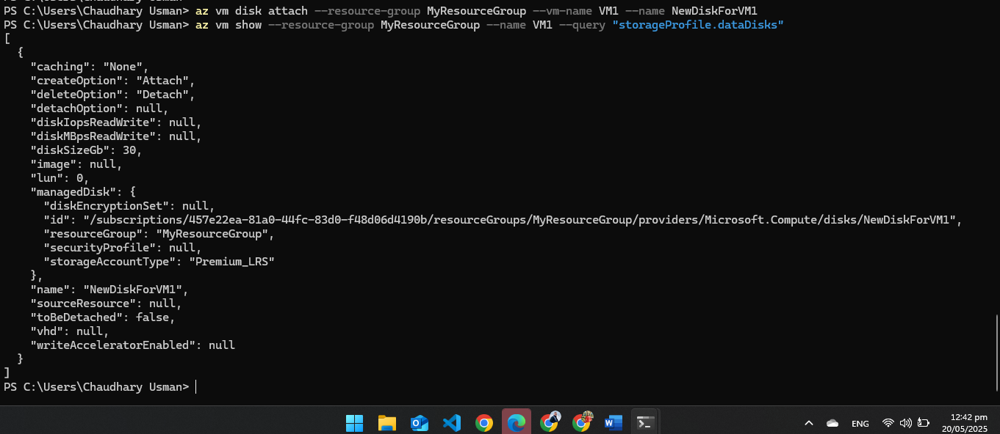 PS C:\Users\Chaudhary Usman> az vm disk attach --resource-group MyResourceGroup --vm-name VM1 --name NewDiskForVM1
PS C:\Users\Chaudhary Usman> az vm show --resource-group MyResourceGroup --name VM1 --query "storageProfile.dataDisks"
[
  {
    "caching": "None",
    "createOption": "Attach",
    "deleteOption": "Detach",
    "detachOption": null,
    "diskIopsReadWrite": null,
    "diskMBpsReadWrite": null,
    "diskSizeGb": 30,
    "image": null,
    "lun": 0,
    "managedDisk": {
      "diskEncryptionSet": null,
      "id": "/subscriptions/457e22ea-81a0-44fc-83d0-f48d06d4190b/resourceGroups/MyResourceGroup/providers/Microsoft.Compute/disks/NewDiskForVM1",
      "resourceGroup": "MyResourceGroup",
      "securityProfile": null,
      "storageAccountType": "Premium_LRS"
    },
    "name": "NewDiskForVM1",
    "sourceResource": null,
    "toBeDetached": false,
    "vhd": null,
    "writeAcceleratorEnabled": null
  }
]
PS C:\Users\Chaudhary Usman>
ENG
12:42 pm
20/05/2025